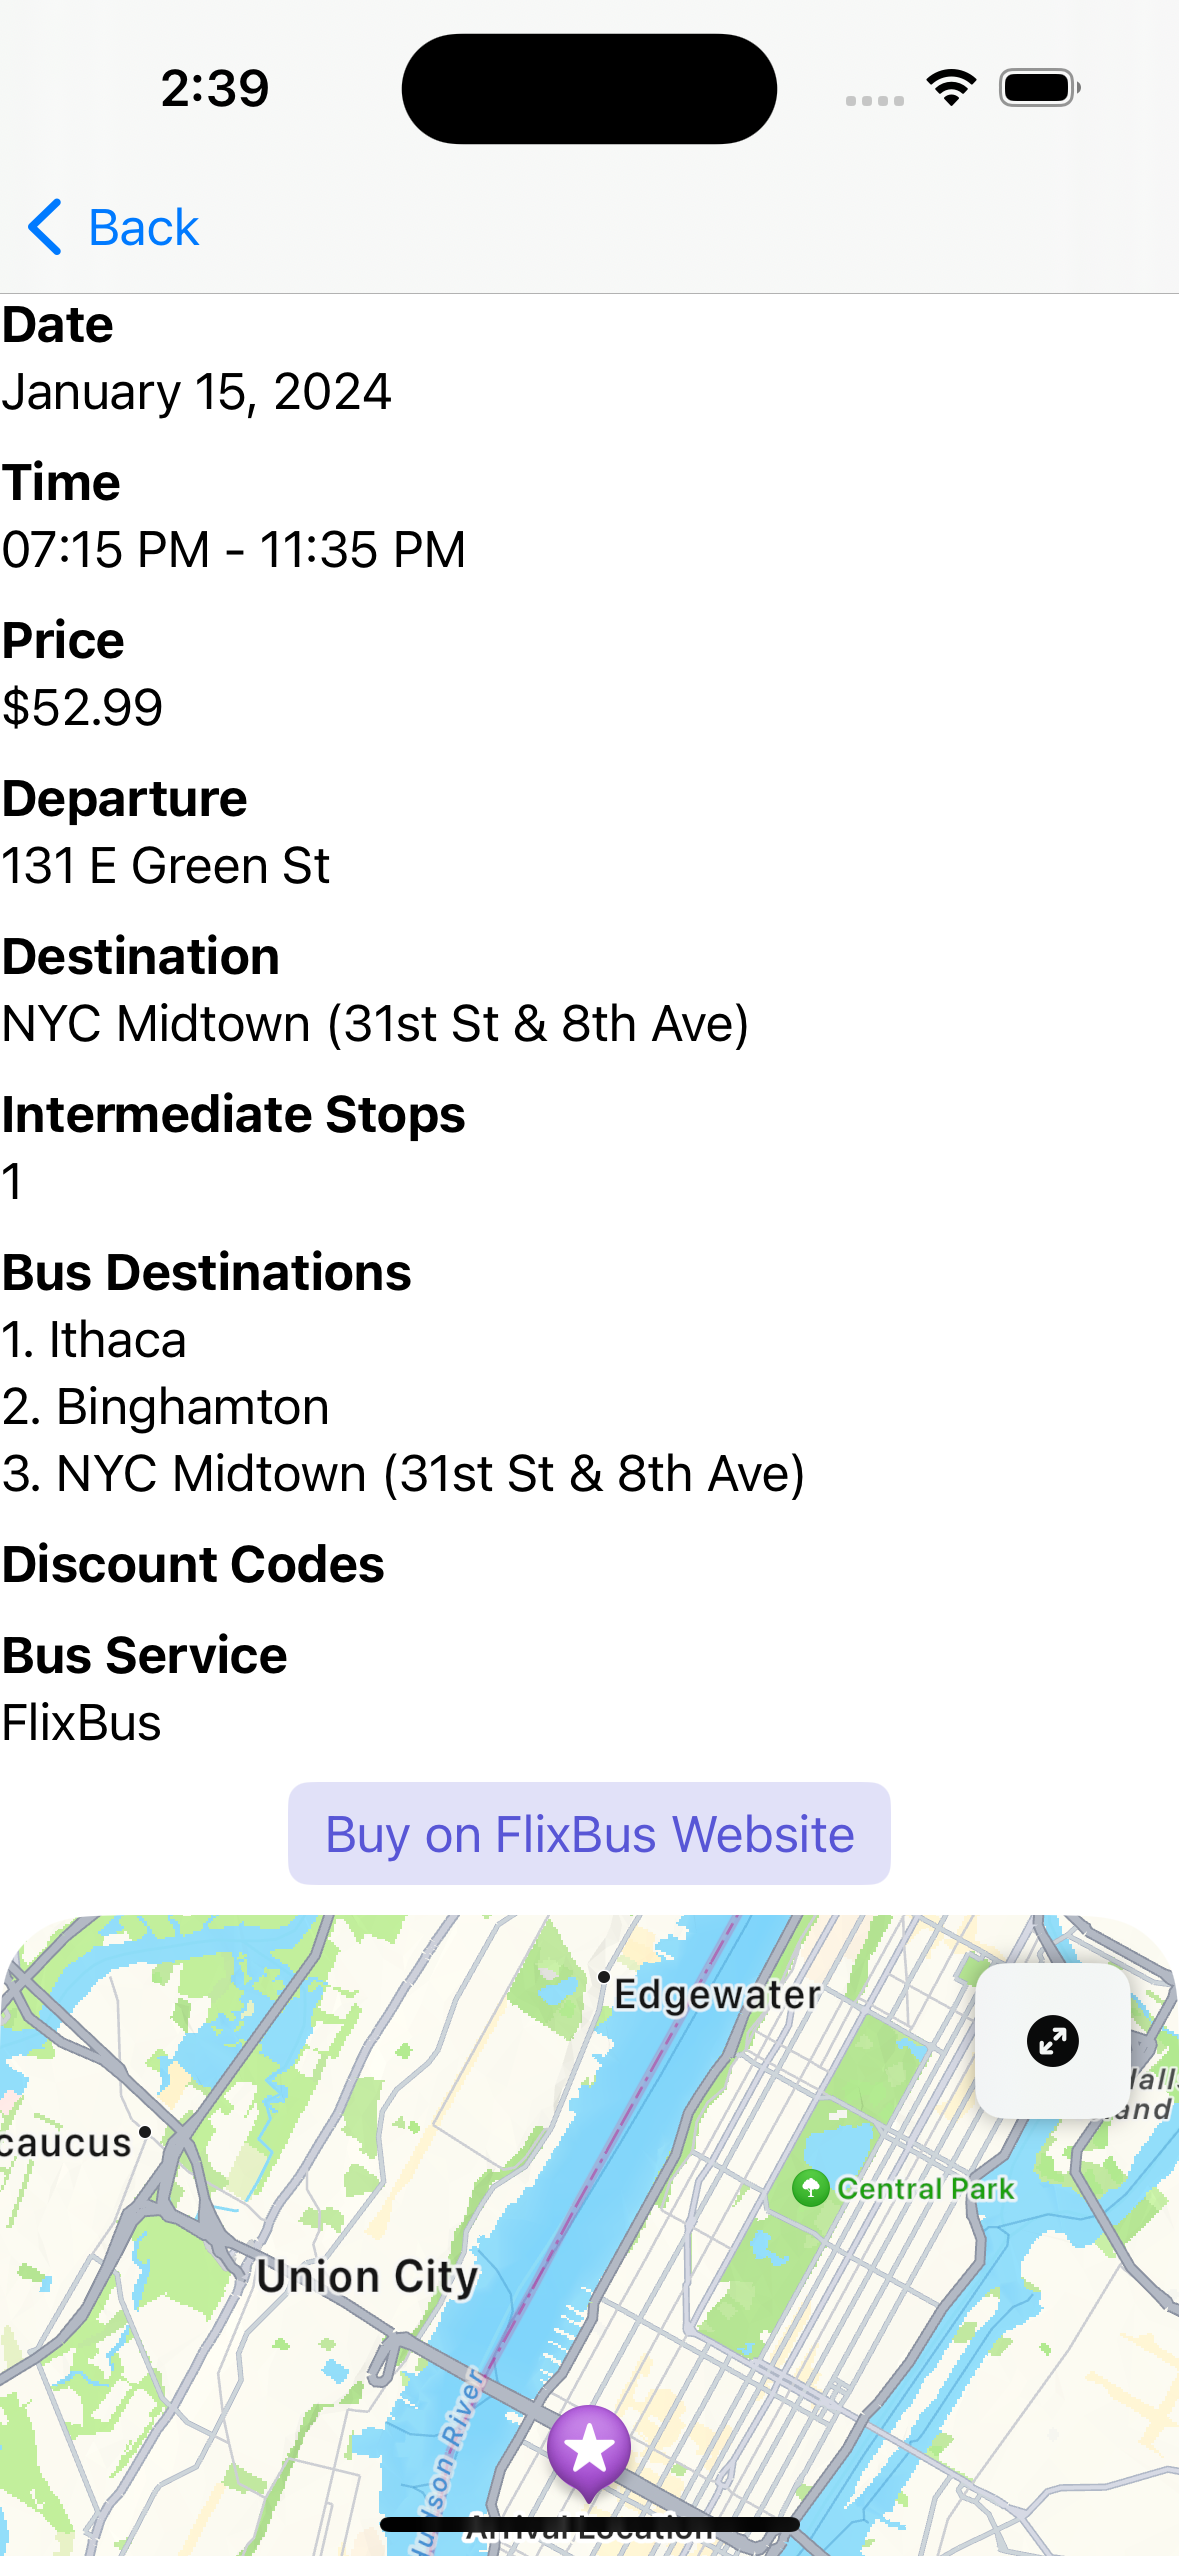 2:39
Back
Date
January 15, 2024
Time
07:15 PM - 11:35 PM
Price
$52.99
Departure
131 E Green St
Destination
NYC Midtown (31st St & 8th Ave)
Intermediate Stops
1
Bus Destinations
1. Ithaca
2. Binghamton
3. NYC Midtown (31st St & 8th Ave)
Discount Codes
Bus Service
FlixBus
Buy on FlixBus Website
Edgewater
caucus
Central Park
Union City
Hudson River
Arrival Location